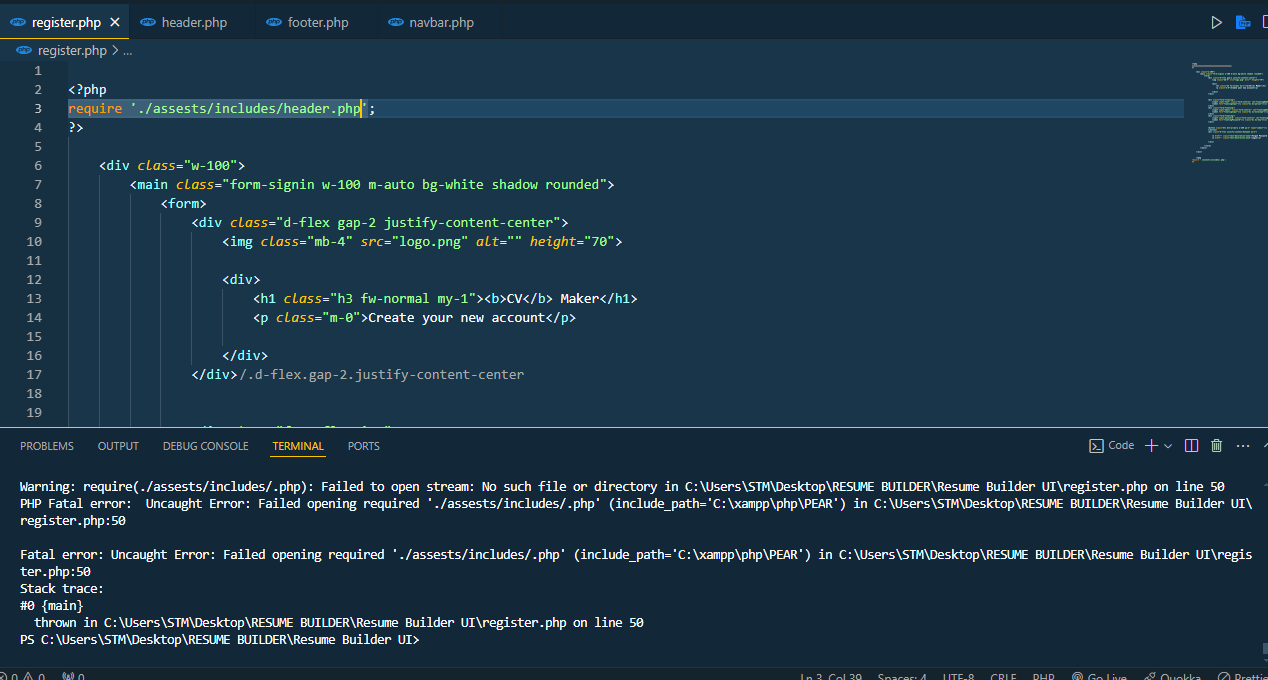 register.php
header.php
footer.php
navbar.php
register.php > ...
1
2 <?php
3 require './assests/includes/header.php';
4 ?>
5
6 <div class="w-100">
7 <main class="form-signin w-100 m-auto bg-white shadow rounded">
8 <form>
9 <div class="d-flex gap-2 justify-content-center">
10 <img class="mb-4" src="logo.png" alt="" height="70">
11
12 <div>
13 <h1 class="h3 fw-normal my-1"><b>CV</b> Maker</h1>
14 <p class="m-0">Create your new account</p>
15
16 </div>
17 </div>/.d-flex.gap-2.justify-content-center
18
19
PROBLEMS OUTPUT DEBUG CONSOLE TERMINAL PORTS Code
Warning: require(./assests/includes/.php): Failed to open stream: No such file or directory in C:\Users\STM\Desktop\RESUME BUILDER\Resume Builder UI\register.php on line 50
PHP Fatal error:  Uncaught Error: Failed opening required './assests/includes/.php' (include_path='C:\xampp\php\PEAR') in C:\Users\STM\Desktop\RESUME BUILDER\Resume Builder UI\
register.php:50
Fatal error: Uncaught Error: Failed opening required './assests/includes/.php' (include_path='C:\xampp\php\PEAR') in C:\Users\STM\Desktop\RESUME BUILDER\Resume Builder UI\regis
ter.php:50
Stack trace:
#0 {main}
  thrown in C:\Users\STM\Desktop\RESUME BUILDER\Resume Builder UI\register.php on line 50
PS C:\Users\STM\Desktop\RESUME BUILDER\Resume Builder UI>
0 0 0 Ln 3, Col 39 Spaces: 4 UTF-8 CRLF PHP Go Live Quokka Prettie